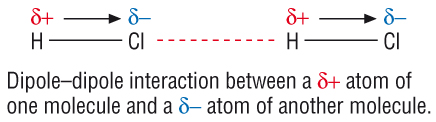 δ+ δ– δ+ δ–
H Cl H Cl
Dipole–dipole interaction between a δ+ atom of
one molecule and a δ– atom of another molecule.